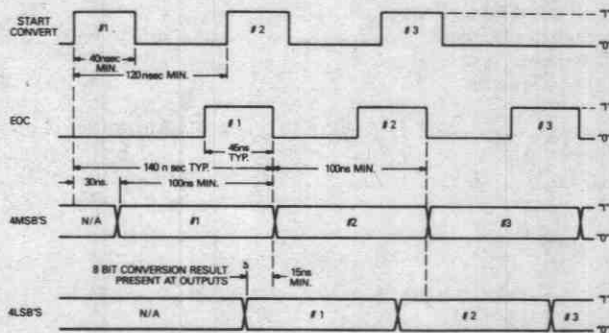 START
CONVERT
#1
#2
#3
"1"
"0"
40nsec
MIN.
120nsec MIN.
EOC
#1
#2
#3
"1"
"0"
46ns
TYP.
140 n sec TYP.
100ns MIN.
30ns.
100ns MIN.
4MSB'S
N/A
#1
#2
#3
"1"
"0"
8 BIT CONVERSION RESULT
PRESENT AT OUTPUTS
15ns
MIN.
4LSB'S
N/A
#1
#2
#3
"1"
"0"